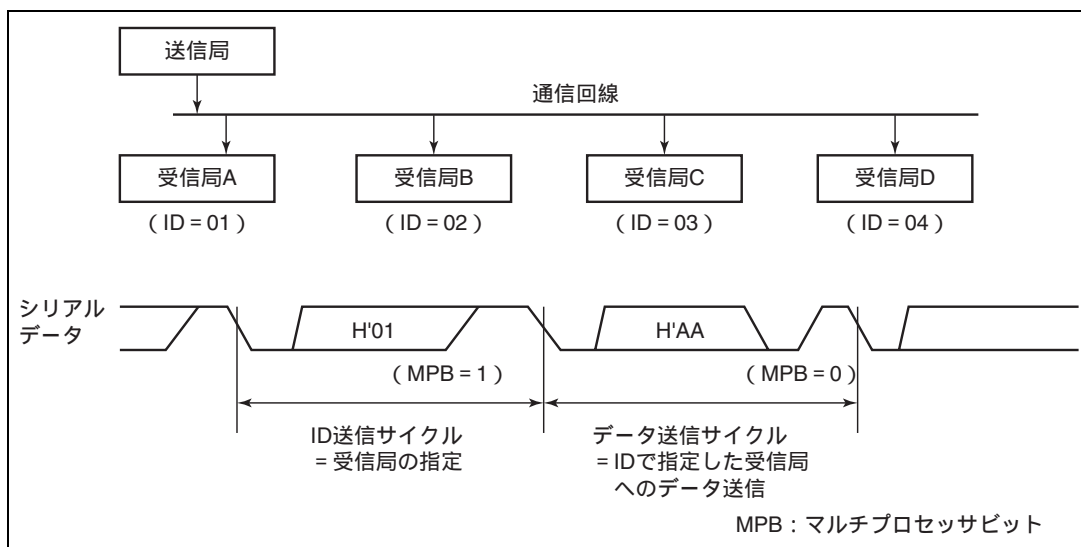 送信局
通信回線
受信局A
受信局B
受信局C
受信局D
(ID = 01)
(ID = 02)
(ID = 03)
(ID = 04)
シリアル
データ
H'01
H'AA
(MPB = 1)
(MPB = 0)
ID送信サイクル
= 受信局の指定
データ送信サイクル
= IDで指定した受信局
へのデータ送信
MPB:マルチプロセッサビット